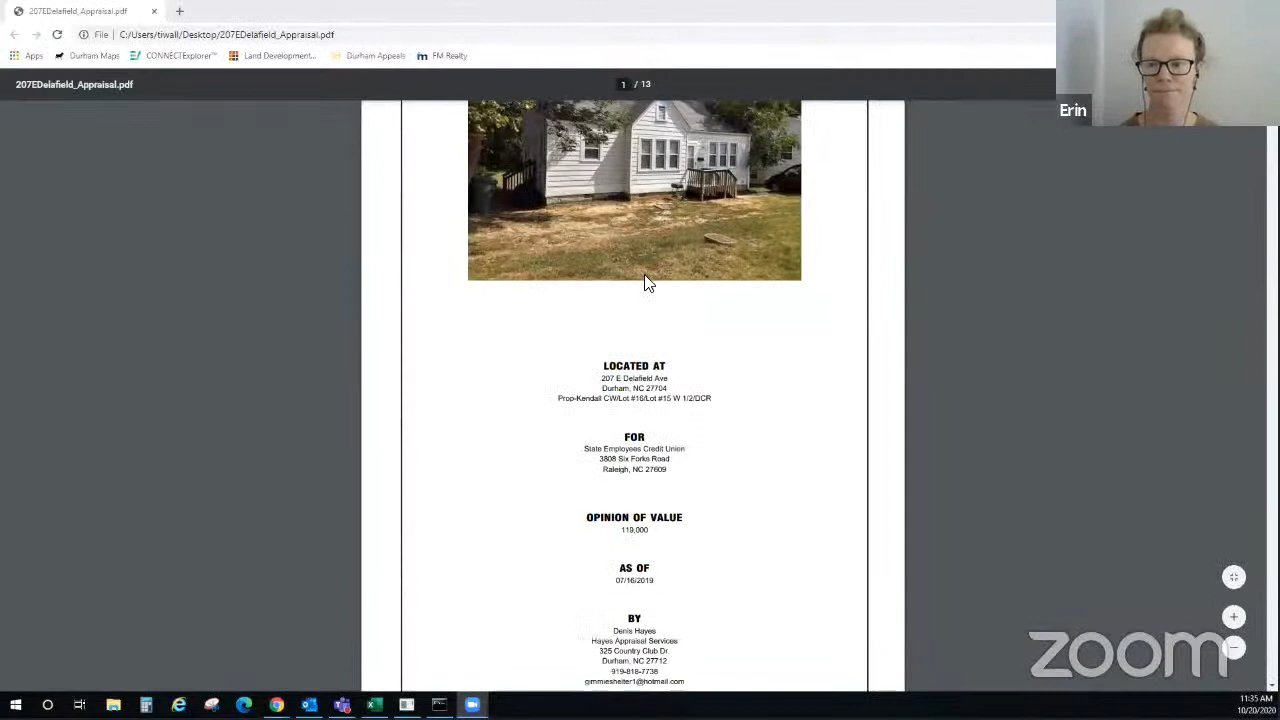 207EDelafield_Appraisal.pdf
File | C:/Users/tiwall/Desktop/207EDelafield_Appraisal.pdf
Apps Durham Maps CONNECTExplorer™ Land Development... Durham Appeals FM Realty
207EDelafield_Appraisal.pdf 1 / 13
Erin
LOCATED AT
207 E Delafield Ave
Durham, NC 27704
Prop-Kendall CW/Lot #16/Lot #15 W 1/2/DCR
FOR
State Employees Credit Union
3808 Six Forks Road
Raleigh, NC 27609
OPINION OF VALUE
119,000
AS OF
07/16/2019
BY
Denis Hayes
Hayes Appraisal Services
325 Country Club Dr.
Durham, NC 27712
919-818-7738
gimmieshelter1@hotmail.com
zoom
11:35 AM
10/20/2020